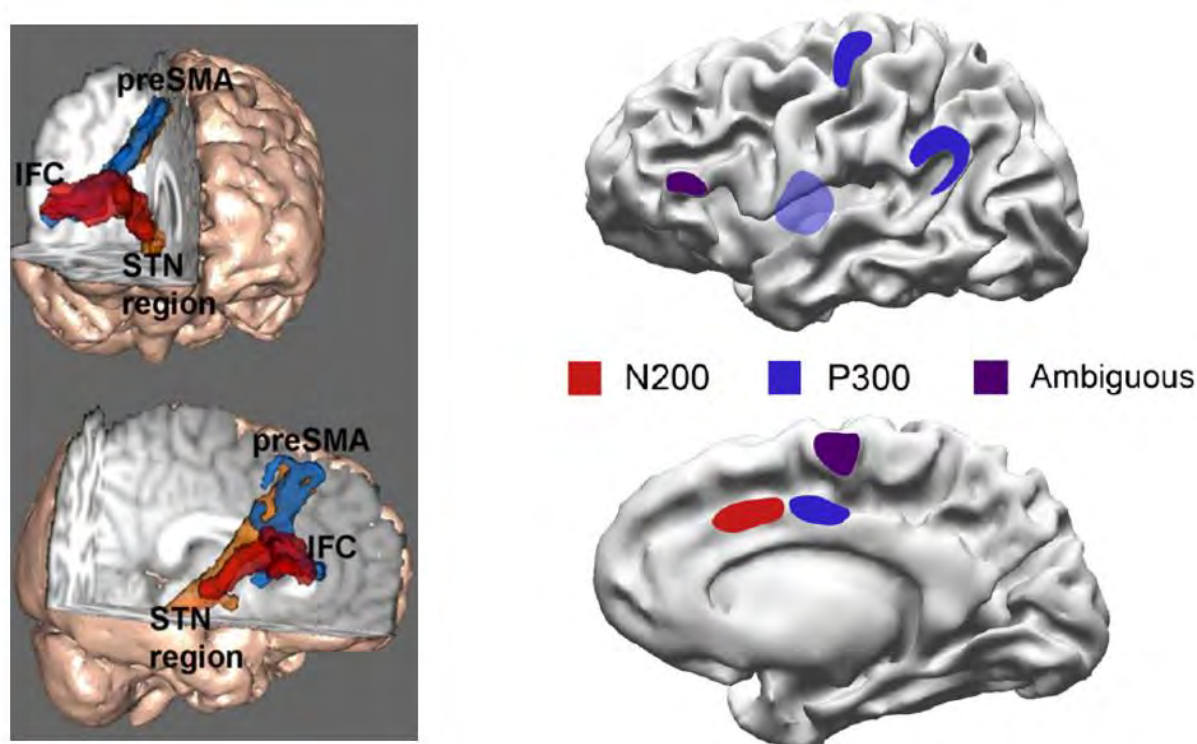 preSMA
IFC
STN
region
preSMA
IFC
STN
region
N200 P300 Ambiguous